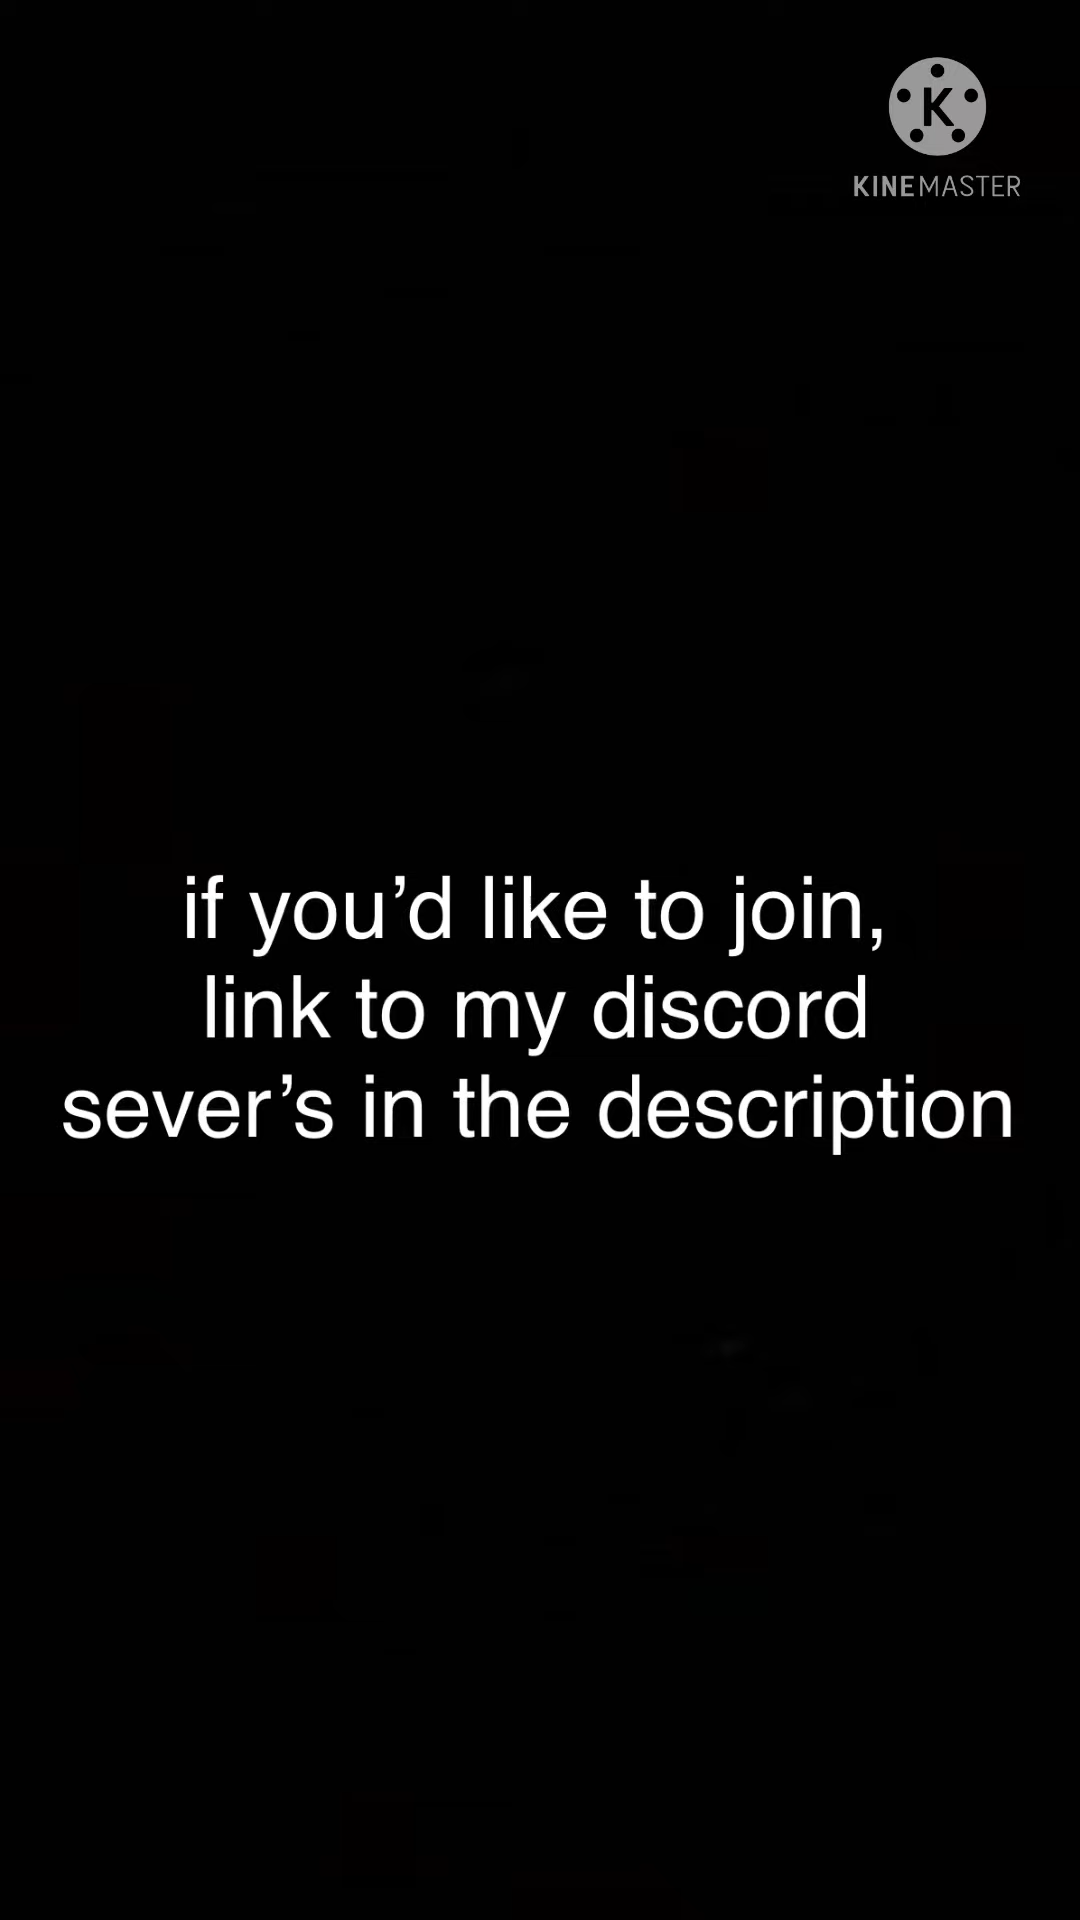 K
KINEMASTER
if you’d like to join,
link to my discord
sever’s in the description